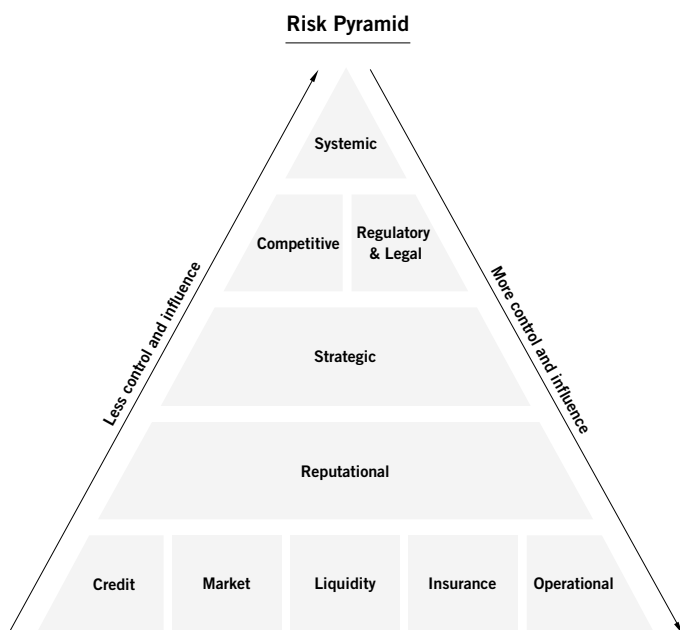 Risk Pyramid
Systemic
Competitive
Regulatory
& Legal
Less control and influence
More control and influence
Strategic
Reputational
Credit
Market
Liquidity
Insurance
Operational